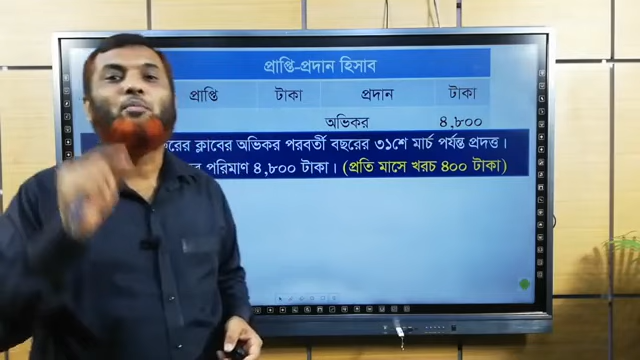 প্রাপ্তি-প্রদান হিসাব
প্রাপ্তি টাকা প্রদান টাকা
অভিকর ৪,৮০০
ক্লাবের অভিকর পরবর্তী বছরের ৩১শে মার্চ পর্যন্ত প্রদত্ত।
পরিমাণ ৪,৮০০ টাকা। (প্রতি মাসে খরচ ৪০০ টাকা)